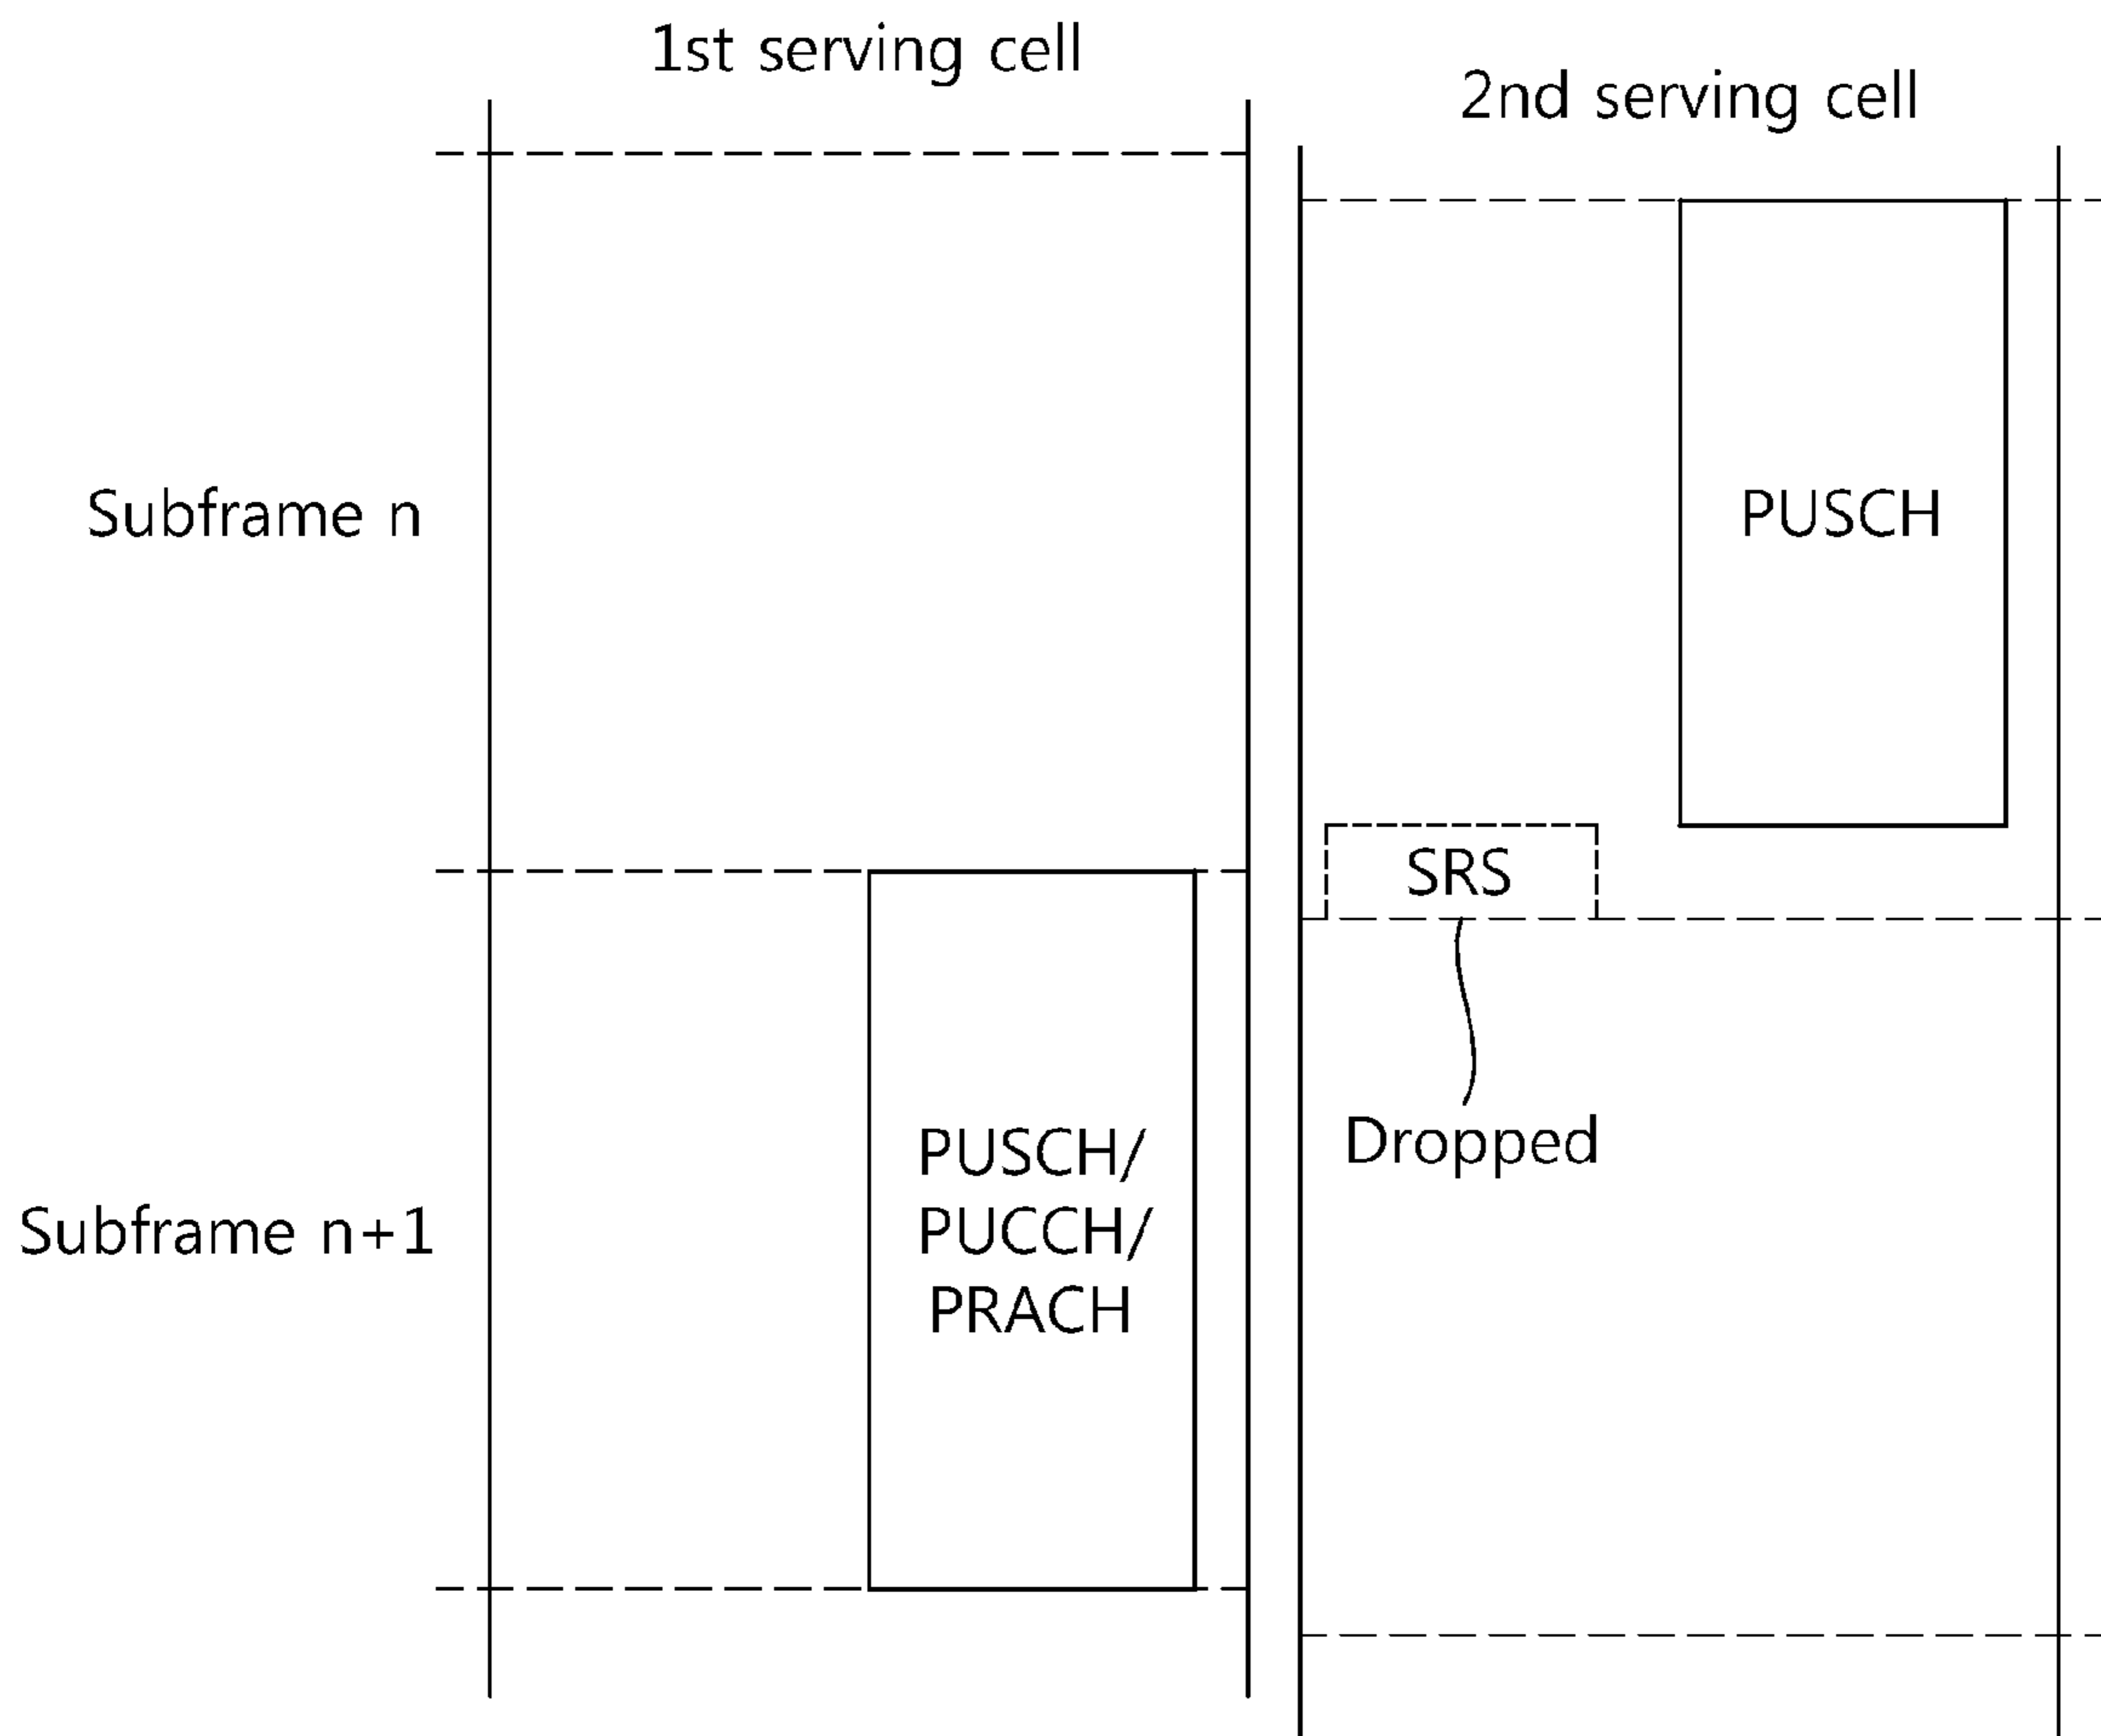 1st serving cell
2nd serving cell
Subframe n
PUSCH
SRS
Dropped
Subframe n+1
PUSCH/
PUCCH/
PRACH